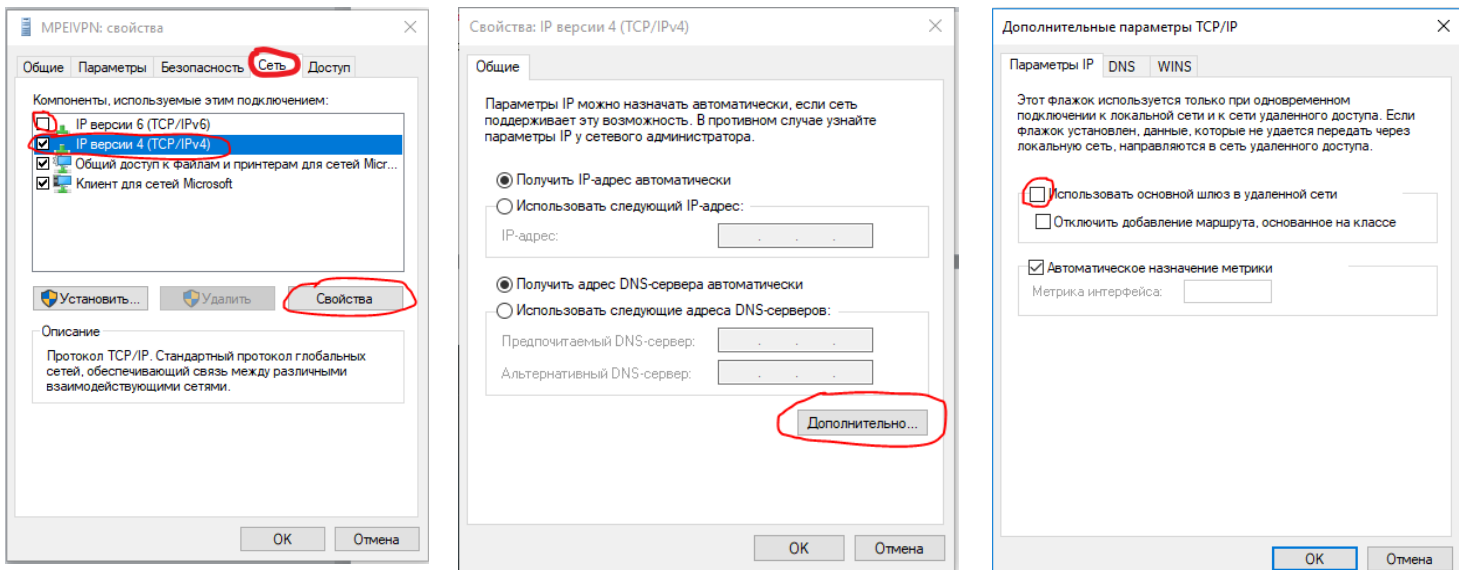 MPEIVPN: свойства
Общие Параметры Безопасность Сеть Доступ
Компоненты, используемые этим подключением:
IP версии 6 (TCP/IPv6)
IP версии 4 (TCP/IPv4)
Общий доступ к файлам и принтерам для сетей Micr...
Клиент для сетей Microsoft
Установить...
Удалить
Свойства
Описание
Протокол TCP/IP. Стандартный протокол глобальных
сетей, обеспечивающий связь между различными
взаимодействующими сетями.
OK
Отмена
Свойства: IP версии 4 (TCP/IPv4)
Общие
Параметры IP можно назначать автоматически, если сеть
поддерживает эту возможность. В противном случае узнайте
параметры IP у сетевого администратора.
Получить IP-адрес автоматически
Использовать следующий IP-адрес:
IP-адрес:
Получить адрес DNS-сервера автоматически
Использовать следующие адреса DNS-серверов:
Предпочитаемый DNS-сервер:
Альтернативный DNS-сервер:
Дополнительно...
OK
Отмена
Дополнительные параметры TCP/IP
Параметры IP DNS WINS
Этот флажок используется только при одновременном
подключении к локальной сети и к сети удаленного доступа. Если
флажок установлен, данные, которые не удается передать через
локальную сеть, направляются в сеть удаленного доступа.
Использовать основной шлюз в удаленной сети
Отключить добавление маршрута, основанное на классе
Автоматическое назначение метрики
Метрика интерфейса:
OK
Отмена